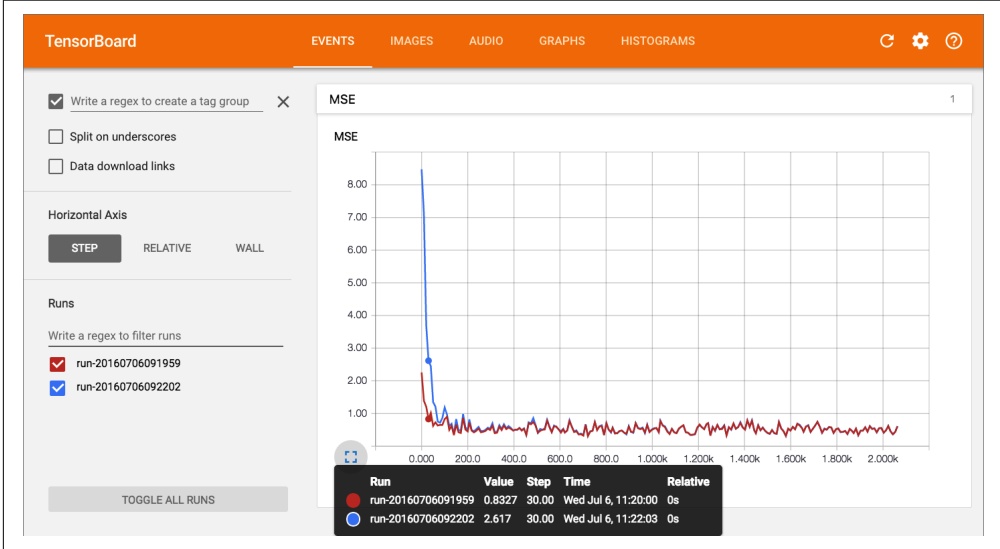 TensorBoard EVENTS IMAGES AUDIO GRAPHS HISTOGRAMS
Write a regex to create a tag group
Split on underscores
Data download links
Horizontal Axis
STEP RELATIVE WALL
Runs
Write a regex to filter runs
run-20160706091959
run-20160706092202
TOGGLE ALL RUNS
MSE 1
MSE
8.00
7.00
6.00
5.00
4.00
3.00
2.00
1.00
0.000 200.0 400.0 600.0 800.0 1.000k 1.200k 1.400k 1.600k 1.800k 2.000k
Run Value Step Time Relative
run-20160706091959 0.8327 30.00 Wed Jul 6, 11:20:00 0s
run-20160706092202 2.617 30.00 Wed Jul 6, 11:22:03 0s